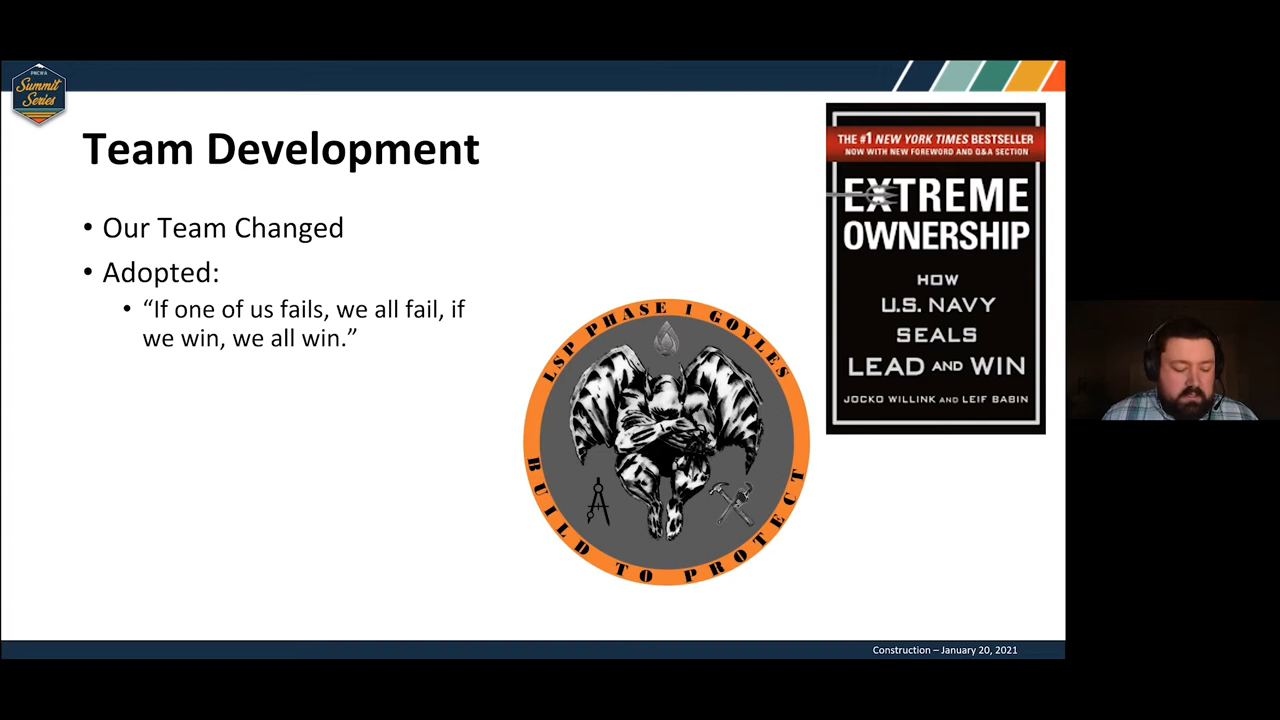 PNCWA
Summit
Series
Team Development
• Our Team Changed
• Adopted:
• “If one of us fails, we all fail, if
we win, we all win.”
LSP PHASE 1 GOYLES
BUILD TO PROTECT
THE #1 NEW YORK TIMES BESTSELLER
NOW WITH NEW FOREWORD AND Q&A SECTION
EXTREME
OWNERSHIP
HOW
U.S. NAVY
SEALS
LEAD AND WIN
JOCKO WILLINK AND LEIF BABIN
Construction – January 20, 2021